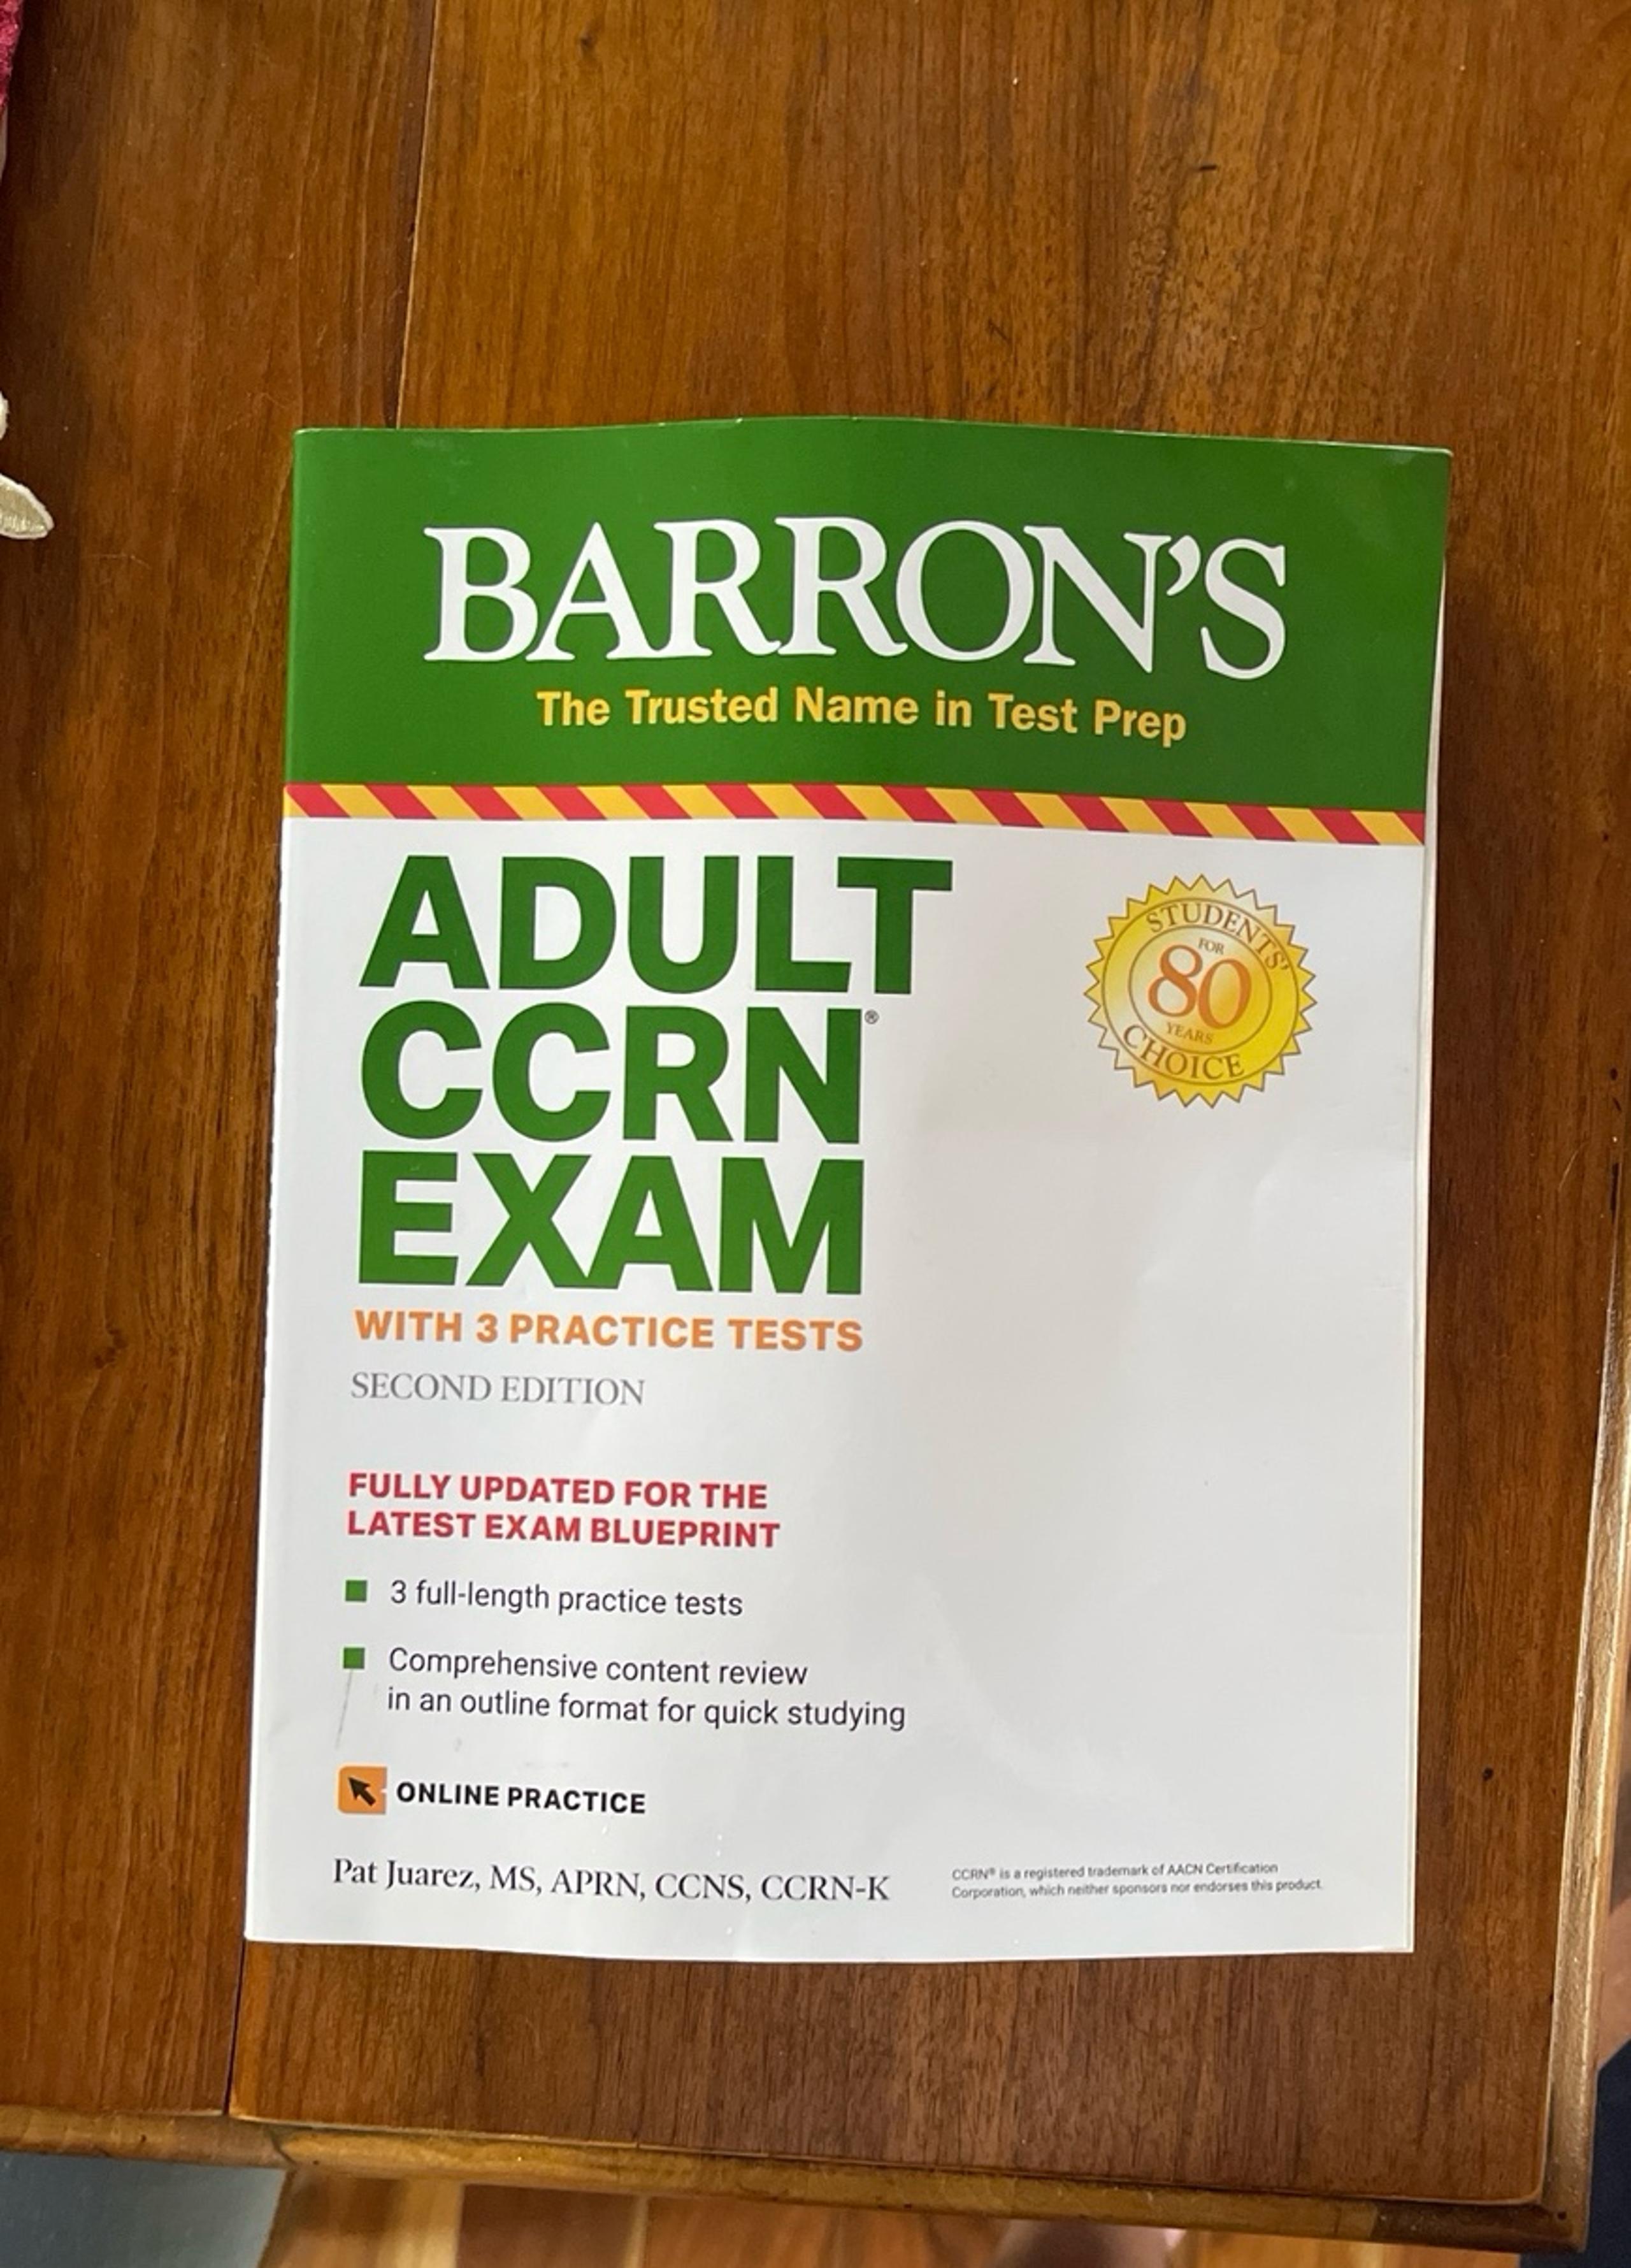 BARRON'S
The Trusted Name in Test Prep
ADULT
CCRN®
EXAM
STUDENTS'
FOR
80
YEARS
CHOICE
WITH 3 PRACTICE TESTS
SECOND EDITION
FULLY UPDATED FOR THE
LATEST EXAM BLUEPRINT
3 full-length practice tests
Comprehensive content review
in an outline format for quick studying
ONLINE PRACTICE
Pat Juarez, MS, APRN, CCNS, CCRN-K
CCRN® is a registered trademark of AACN Certification
Corporation, which neither sponsors nor endorses this product.